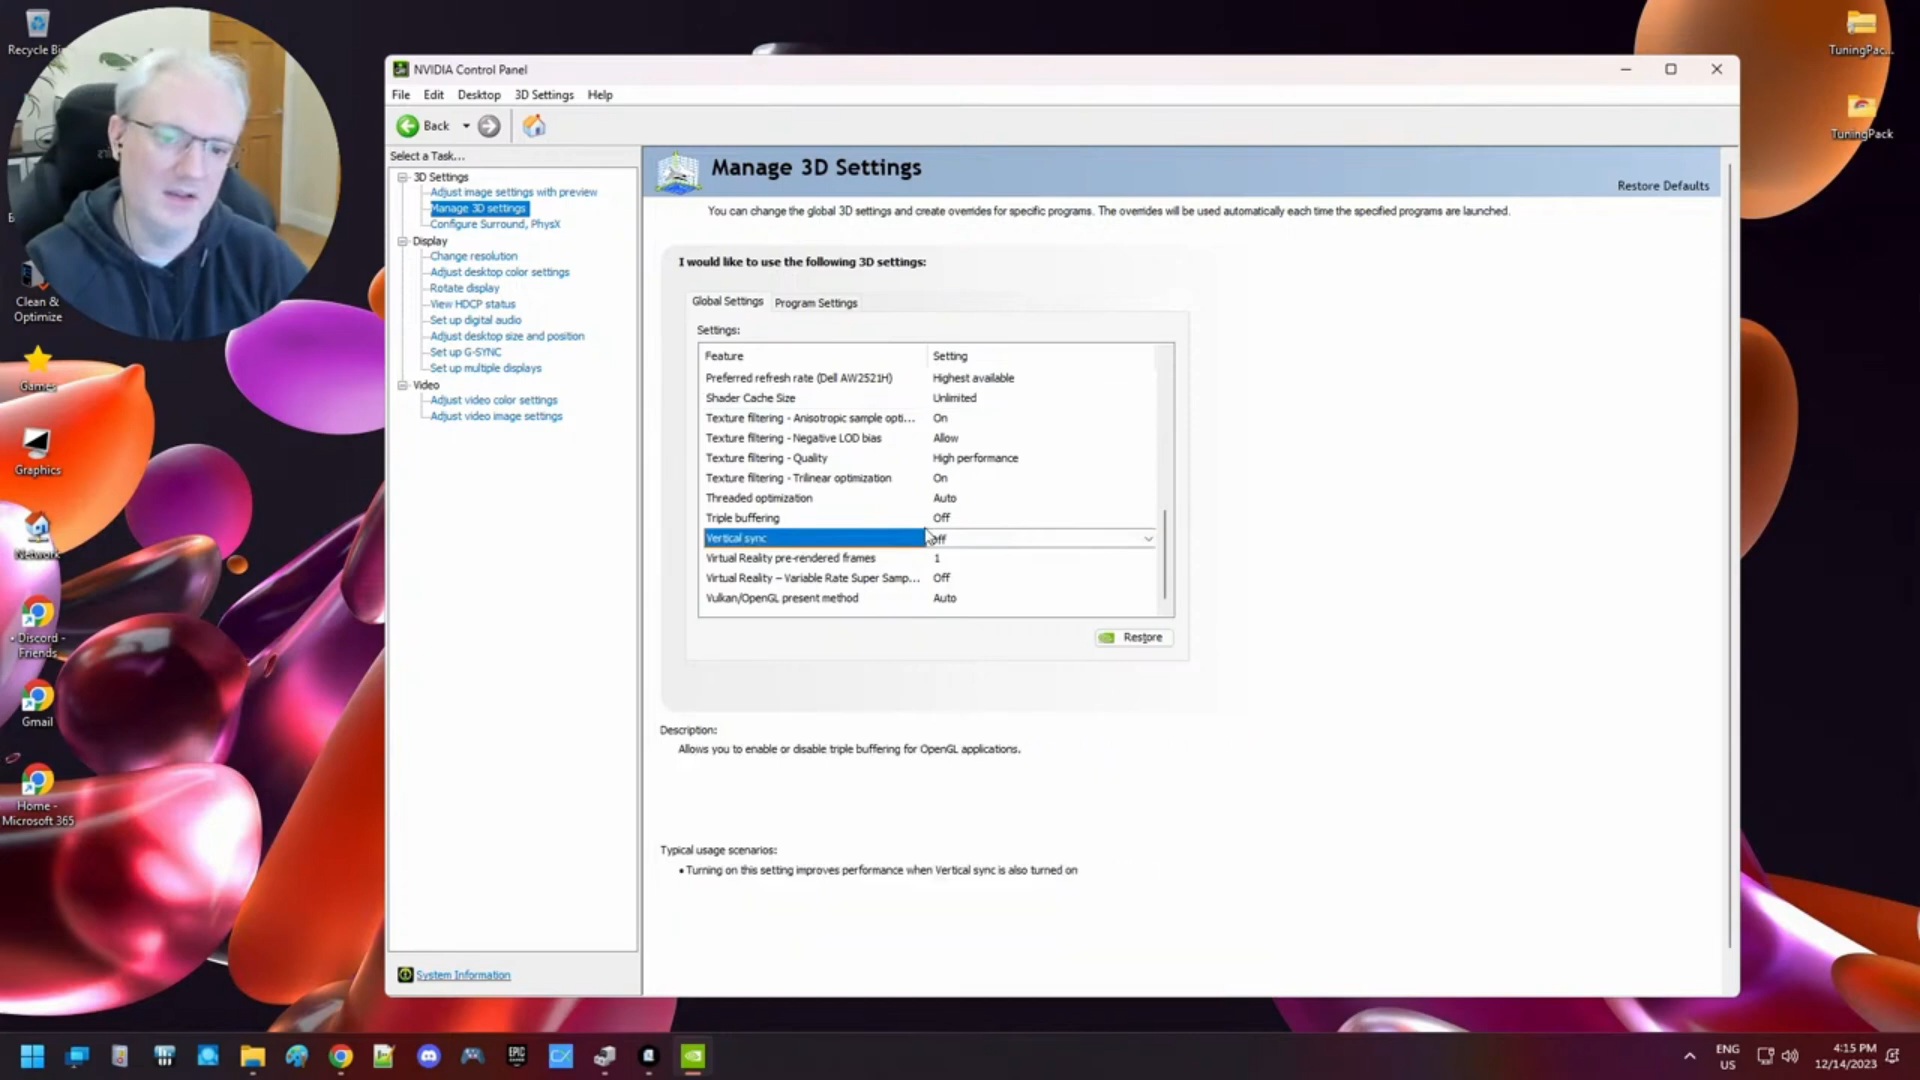 Recycle Bi
Clean &
Optimize
Games
Graphics
Network
Discord -
Friends
Gmail
Home -
Microsoft 365
TuningPac...
TuningPack
NVIDIA Control Panel
File Edit Desktop 3D Settings Help
Back
Select a Task...
3D Settings
Adjust image settings with preview
Manage 3D settings
Configure Surround, PhysX
Display
Change resolution
Adjust desktop color settings
Rotate display
View HDCP status
Set up digital audio
Adjust desktop size and position
Set up G-SYNC
Set up multiple displays
Video
Adjust video color settings
Adjust video image settings
System Information
Manage 3D Settings
Restore Defaults
You can change the global 3D settings and create overrides for specific programs. The overrides will be used automatically each time the specified programs are launched.
I would like to use the following 3D settings:
Global Settings Program Settings
Settings:
Feature Setting
Preferred refresh rate (Dell AW2521H) Highest available
Shader Cache Size Unlimited
Texture filtering - Anisotropic sample opti... On
Texture filtering - Negative LOD bias Allow
Texture filtering - Quality High performance
Texture filtering - Trilinear optimization On
Threaded optimization Auto
Triple buffering Off
Vertical sync Off
Virtual Reality pre-rendered frames 1
Virtual Reality – Variable Rate Super Samp... Off
Vulkan/OpenGL present method Auto
Restore
Description:
Allows you to enable or disable triple buffering for OpenGL applications.
Typical usage scenarios:
• Turning on this setting improves performance when Vertical sync is also turned on
EPIC
ENG
US
4:15 PM
12/14/2023